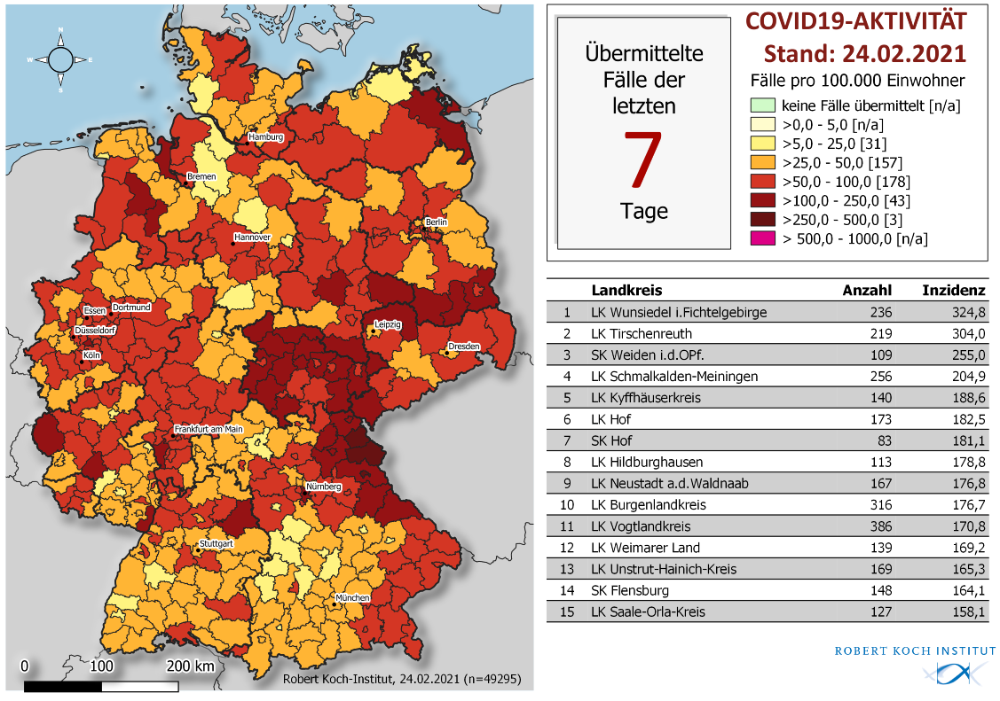 N
W
E
S
Hamburg
Bremen
Berlin
Hannover
Essen
Dortmund
Düsseldorf
Leipzig
Dresden
Köln
Frankfurt am Main
Nürnberg
Stuttgart
München
0 100 200 km
Robert Koch-Institut, 24.02.2021 (n=49295)
Übermittelte
Fälle der
letzten
7
Tage
COVID19-AKTIVITÄT
Stand: 24.02.2021
Fälle pro 100.000 Einwohner
keine Fälle übermittelt [n/a]
>0,0 - 5,0 [n/a]
>5,0 - 25,0 [31]
>25,0 - 50,0 [157]
>50,0 - 100,0 [178]
>100,0 - 250,0 [43]
>250,0 - 500,0 [3]
> 500,0 - 1000,0 [n/a]
Landkreis Anzahl Inzidenz
1 LK Wunsiedel i.Fichtelgebirge 236 324,8
2 LK Tirschenreuth 219 304,0
3 SK Weiden i.d.OPf. 109 255,0
4 LK Schmalkalden-Meiningen 256 204,9
5 LK Kyffhäuserkreis 140 188,6
6 LK Hof 173 182,5
7 SK Hof 83 181,1
8 LK Hildburghausen 113 178,8
9 LK Neustadt a.d.Waldnaab 167 176,8
10 LK Burgenlandkreis 316 176,7
11 LK Vogtlandkreis 386 170,8
12 LK Weimarer Land 139 169,2
13 LK Unstrut-Hainich-Kreis 169 165,3
14 SK Flensburg 148 164,1
15 LK Saale-Orla-Kreis 127 158,1
ROBERT KOCH INSTITUT